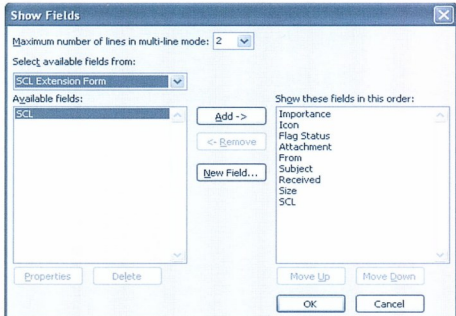 Show Fields
Maximum number of lines in multi-line mode: 2
Select available fields from:
SCL Extension Form
Available fields:
SCL
Add ->
<- Remove
New Field...
Properties
Delete
Show these fields in this order:
Importance
Icon
Flag Status
Attachment
From
Subject
Received
Size
SCL
Move Up
Move Down
OK
Cancel